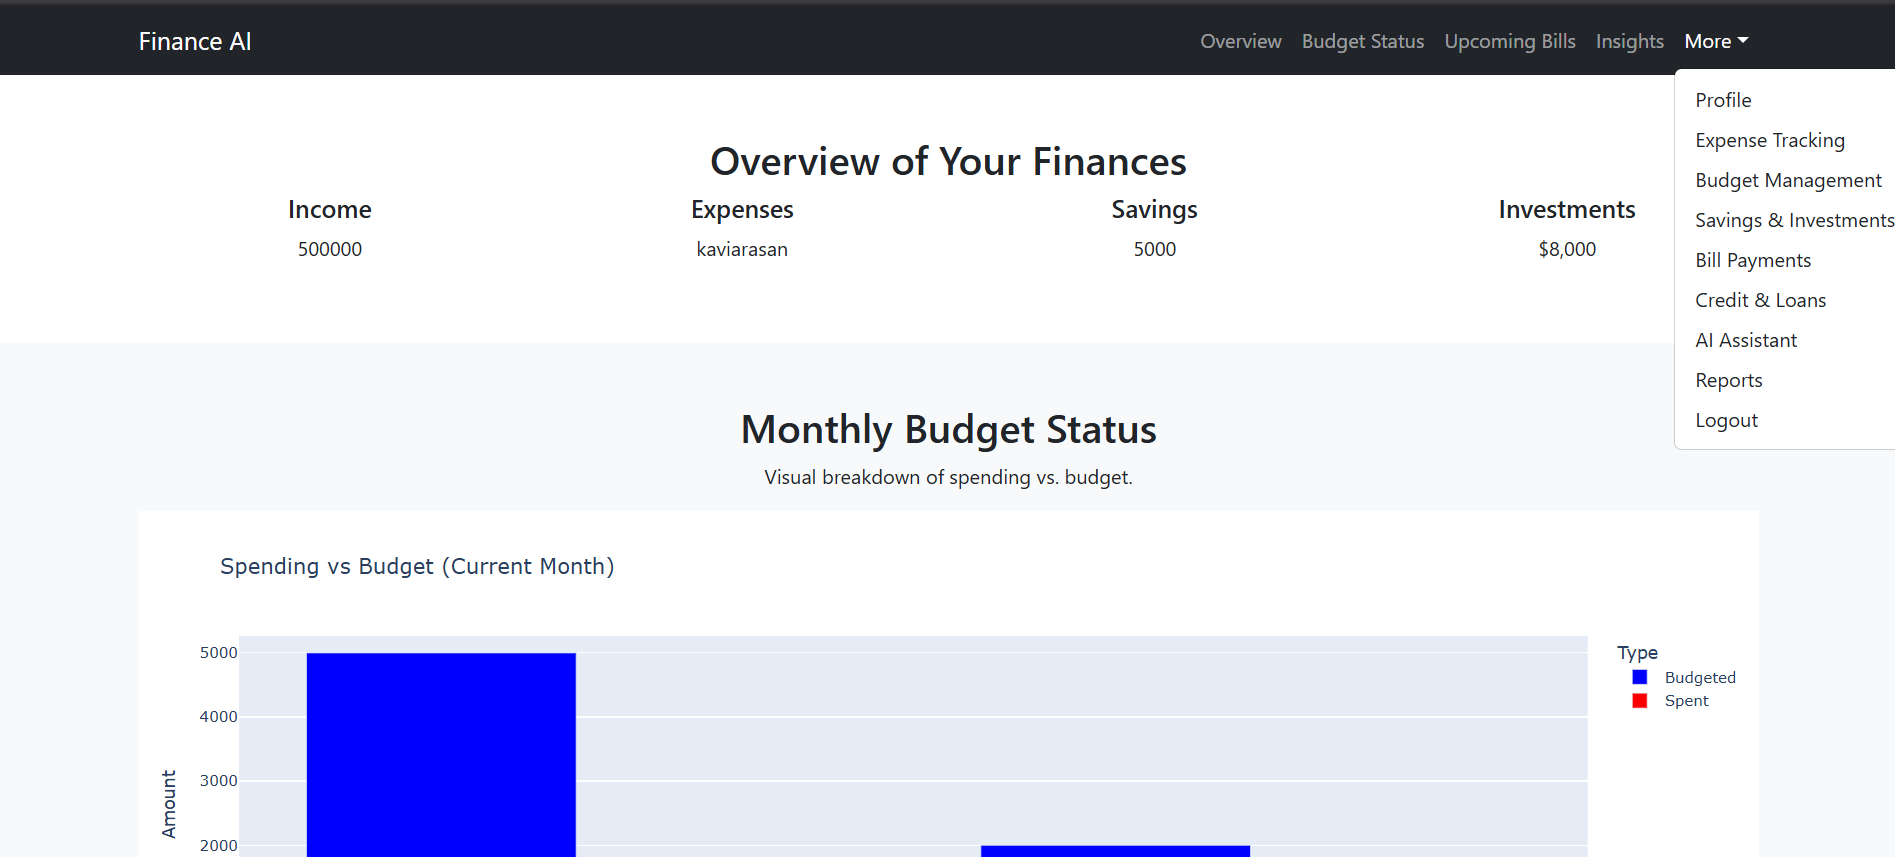 Finance AI
Overview Budget Status Upcoming Bills Insights More
Profile
Expense Tracking
Budget Management
Savings & Investments
Bill Payments
Credit & Loans
AI Assistant
Reports
Logout
Overview of Your Finances
Income Expenses Savings Investments
500000 kaviarasan 5000 $8,000
Monthly Budget Status
Visual breakdown of spending vs. budget.
Spending vs Budget (Current Month)
5000
4000
3000
2000
Amount
Type
Budgeted
Spent